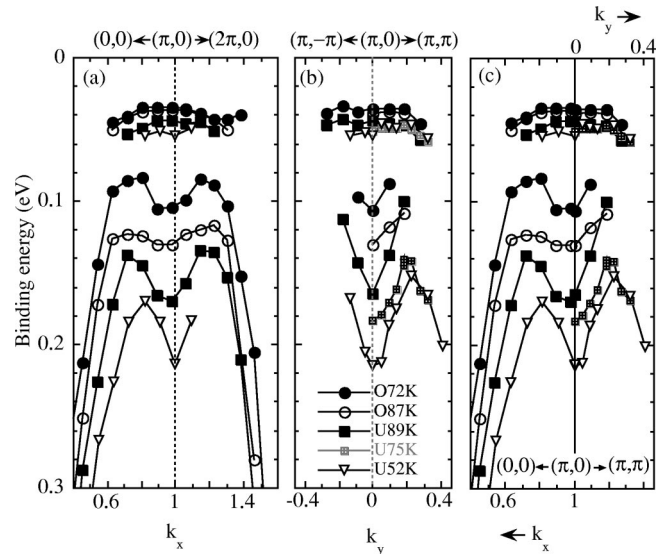 k_y →
0 0.4
(0,0) ← (π,0) → (2π,0)
(π,−π) ← (π,0) → (π,π)
0
(a)
(b)
(c)
0.1
Binding energy (eV)
0.2
O72K
O87K
U89K
U75K
U52K
(0,0) ← (π,0) → (π,π)
0.3
0.6 1 1.4
-0.4 0 0.4
0.6 1
k_x
k_y
← k_x